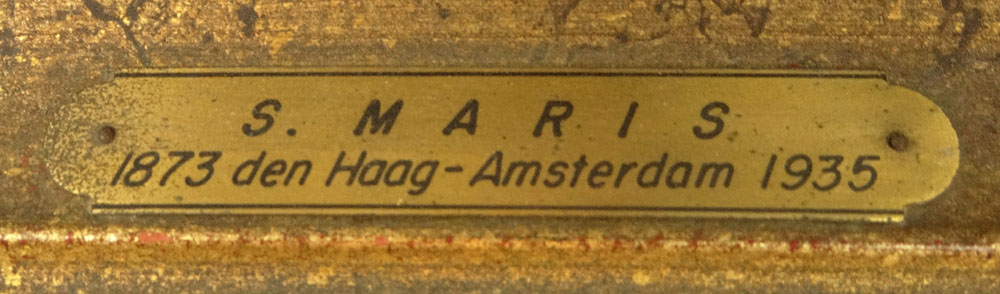 S. MARIS
1873 den Haag-Amsterdam 1935